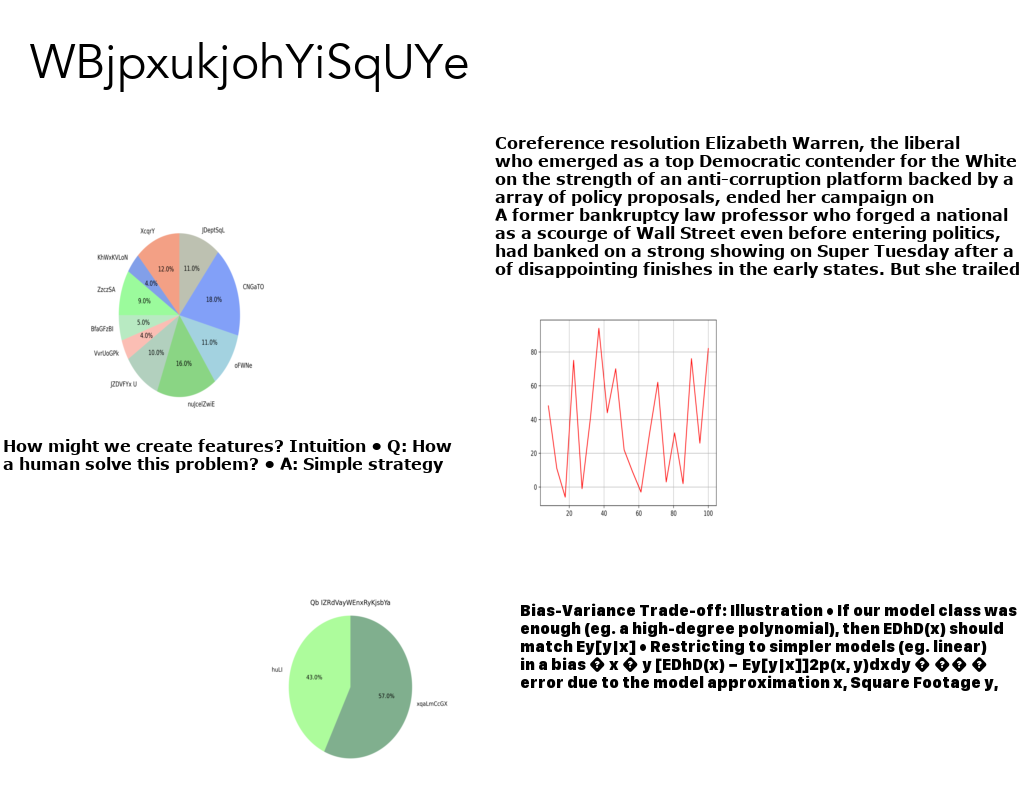 WBjpxukjohYiSqUYe
Coreference resolution Elizabeth Warren, the liberal
who emerged as a top Democratic contender for the White
on the strength of an anti-corruption platform backed by a
array of policy proposals, ended her campaign on
A former bankruptcy law professor who forged a national
as a scourge of Wall Street even before entering politics,
had banked on a strong showing on Super Tuesday after a
of disappointing finishes in the early states. But she trailed
XcqrY
JDeptSqL
KhWxKVLoN
12.0%
11.0%
4.0%
CNGaTO
ZzczSA
9.0%
18.0%
BfaGFzBl
5.0%
4.0%
11.0%
VvrUoGPk
10.0%
16.0%
oFWNe
JZDVFYx U
nuJcelZwiE
80
60
40
20
0
20
40
60
80
100
How might we create features? Intuition • Q: How
a human solve this problem? • A: Simple strategy
Qb IZRdVayWEnxRyKjsbYa
43.0%
57.0%
xqaLmCcGX
Bias-Variance Trade-off: Illustration • If our model class was
enough (eg. a high-degree polynomial), then EDhD(x) should
match Ey[y|x] • Restricting to simpler models (eg. linear)
in a bias � x � y [EDhD(x) − Ey[y|x]]2p(x, y)dxdy � �� �
error due to the model approximation x, Square Footage y,